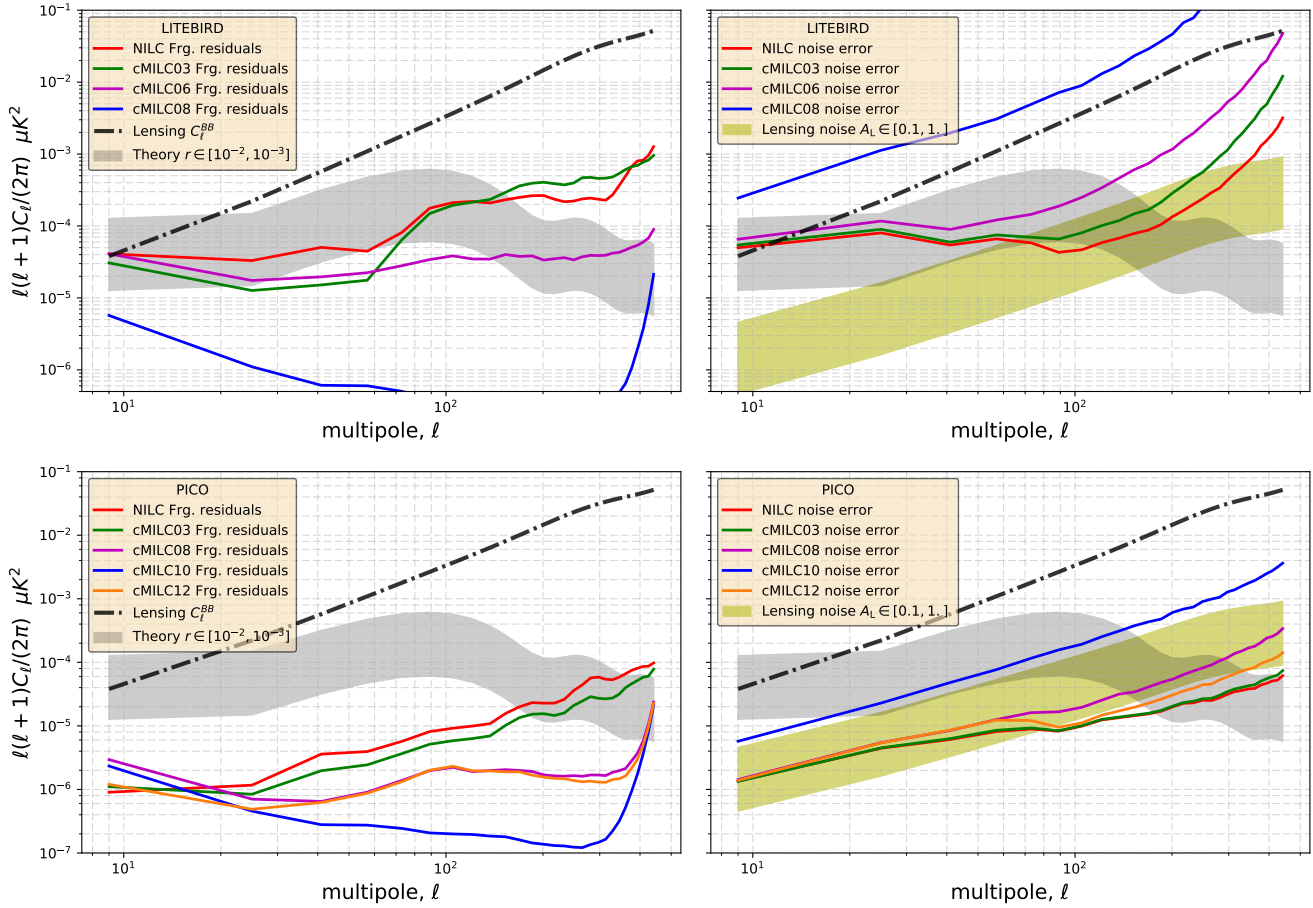 LITEBIRD
NILC Frg. residuals
cMILC03 Frg. residuals
cMILC06 Frg. residuals
cMILC08 Frg. residuals
Lensing $C_\ell^{BB}$
Theory $r \in [10^{-2}, 10^{-3}]$
$10^{-1}$
$10^{-2}$
$10^{-3}$
$10^{-4}$
$10^{-5}$
$10^{-6}$
$\ell(\ell+1)C_\ell/(2\pi)$ $\mu K^2$
$10^1$
$10^2$
multipole, $\ell$
LITEBIRD
NILC noise error
cMILC03 noise error
cMILC06 noise error
cMILC08 noise error
Lensing noise $A_L \in [0.1, 1.]$
$10^1$
$10^2$
multipole, $\ell$
PICO
NILC Frg. residuals
cMILC03 Frg. residuals
cMILC08 Frg. residuals
cMILC10 Frg. residuals
cMILC12 Frg. residuals
Lensing $C_\ell^{BB}$
Theory $r \in [10^{-2}, 10^{-3}]$
$10^{-1}$
$10^{-2}$
$10^{-3}$
$10^{-4}$
$10^{-5}$
$10^{-6}$
$10^{-7}$
$\ell(\ell+1)C_\ell/(2\pi)$ $\mu K^2$
$10^1$
$10^2$
multipole, $\ell$
PICO
NILC noise error
cMILC03 noise error
cMILC08 noise error
cMILC10 noise error
cMILC12 noise error
Lensing noise $A_L \in [0.1, 1.]$
$10^1$
$10^2$
multipole, $\ell$